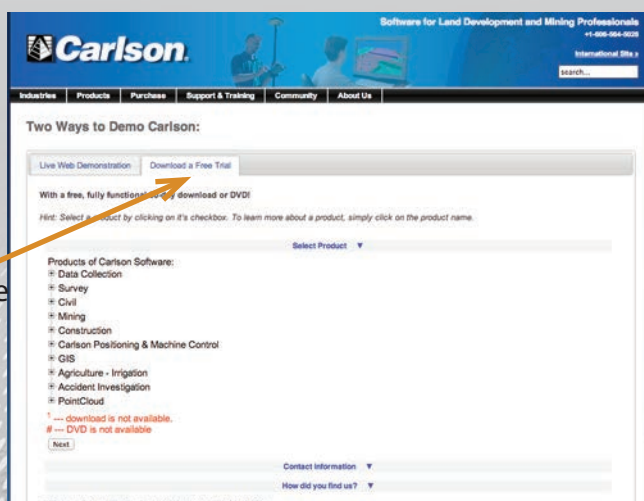 Software for Land Development and Mining Professionals
+1-606-564-5028
Carlson
International Site »
search...
Industries Products Purchase Support & Training Community About Us
Two Ways to Demo Carlson:
Live Web Demonstration Download a Free Trial
With a free, fully functional download or DVD!
Hint: Select a product by clicking on it's checkbox. To learn more about a product, simply click on the product name.
Select Product ▼
Products of Carlson Software:
Data Collection
Survey
Civil
Mining
Construction
Carlson Positioning & Machine Control
GIS
Agriculture - Irrigation
Accident Investigation
PointCloud
¹ --- download is not available.
# --- DVD is not available
Next
Contact Information ▼
How did you find us? ▼